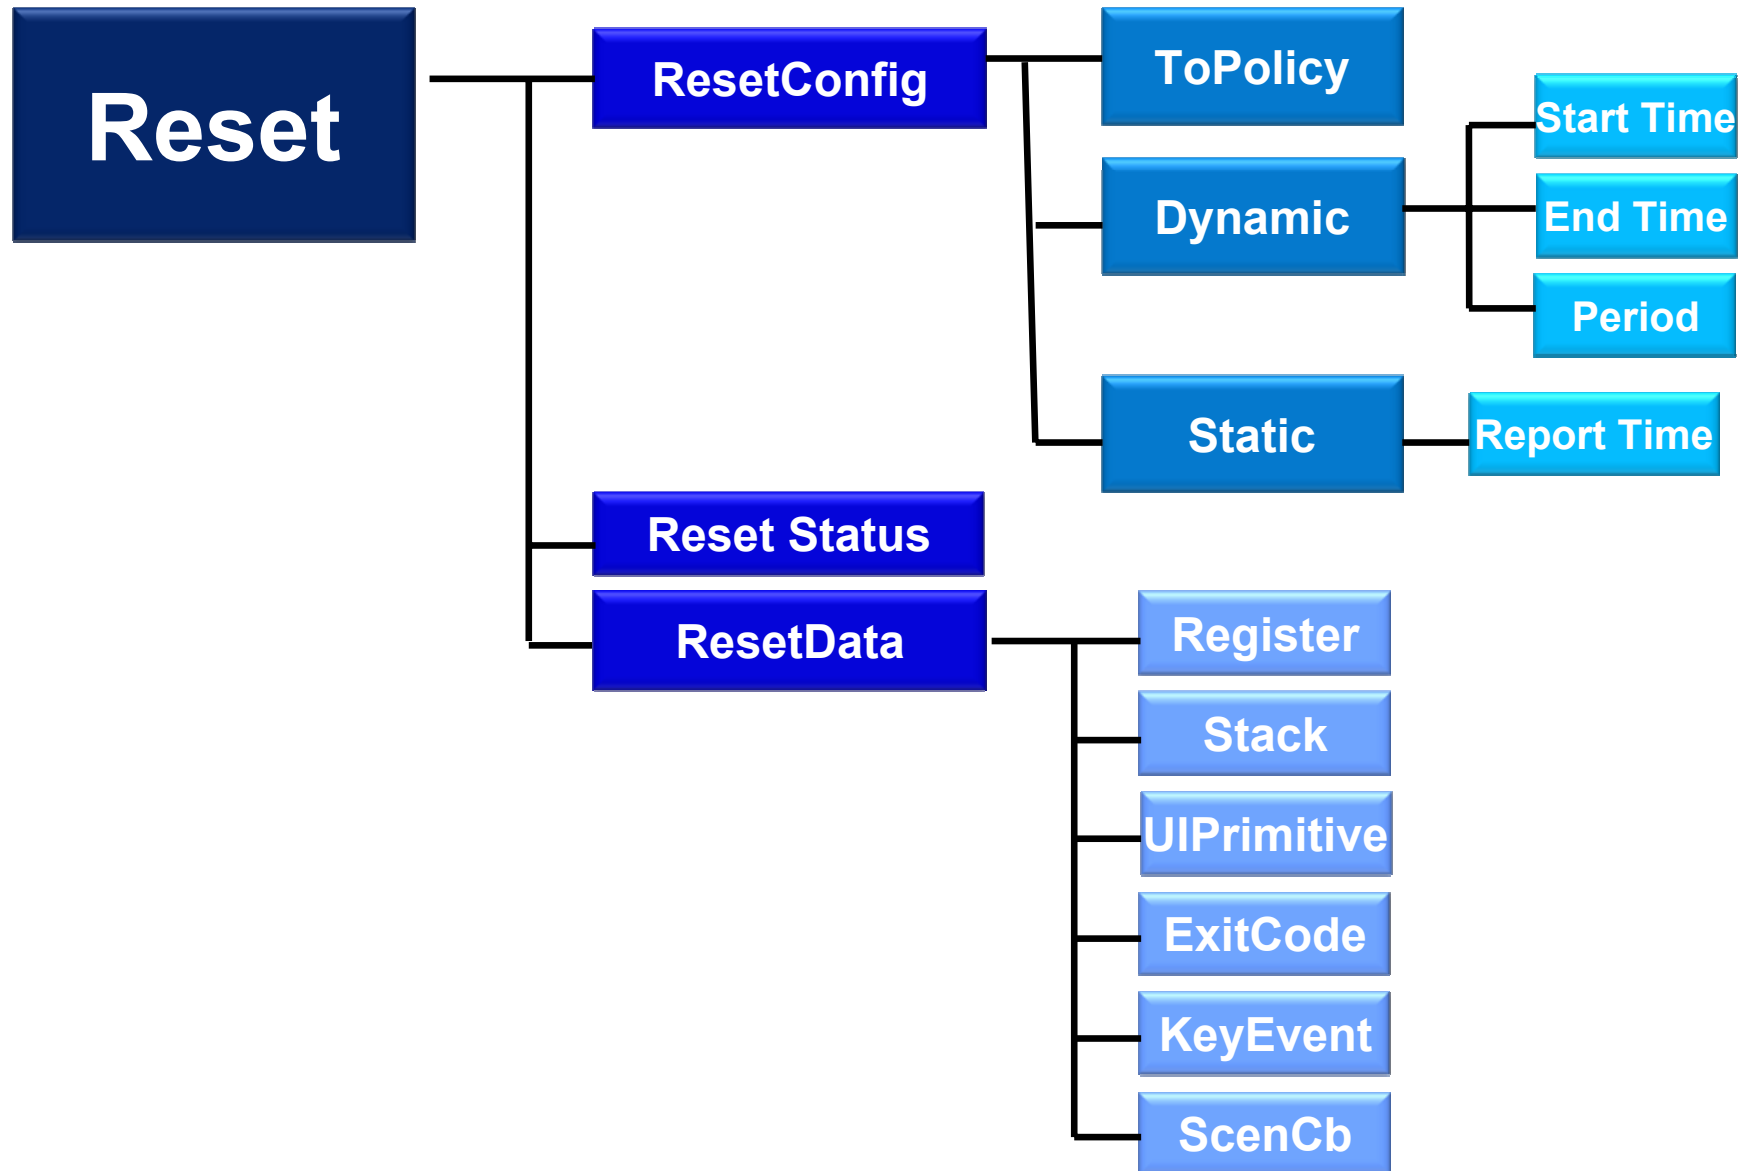 Reset
ResetConfig
ToPolicy
Dynamic
Start Time
End Time
Period
Static
Report Time
Reset Status
ResetData
Register
Stack
UIPrimitive
ExitCode
KeyEvent
ScenCb